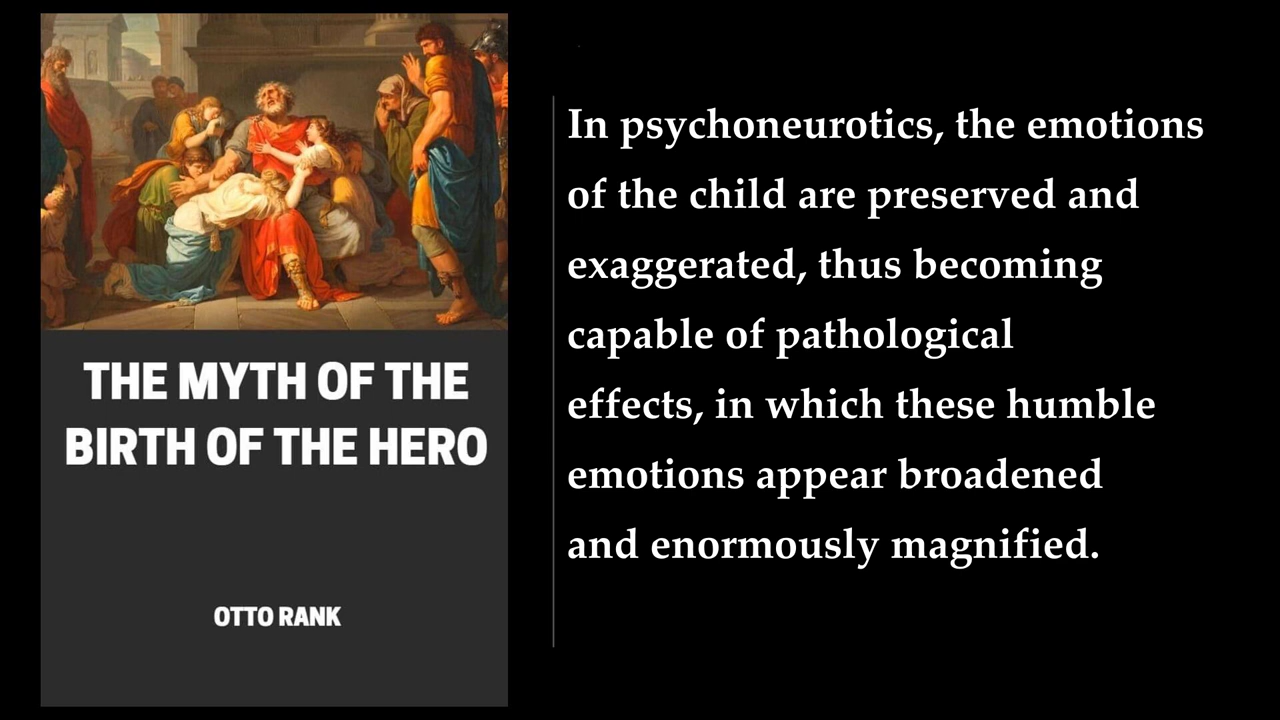 THE MYTH OF THE
BIRTH OF THE HERO
OTTO RANK
In psychoneurotics, the emotions
of the child are preserved and
exaggerated, thus becoming
capable of pathological
effects, in which these humble
emotions appear broadened
and enormously magnified.